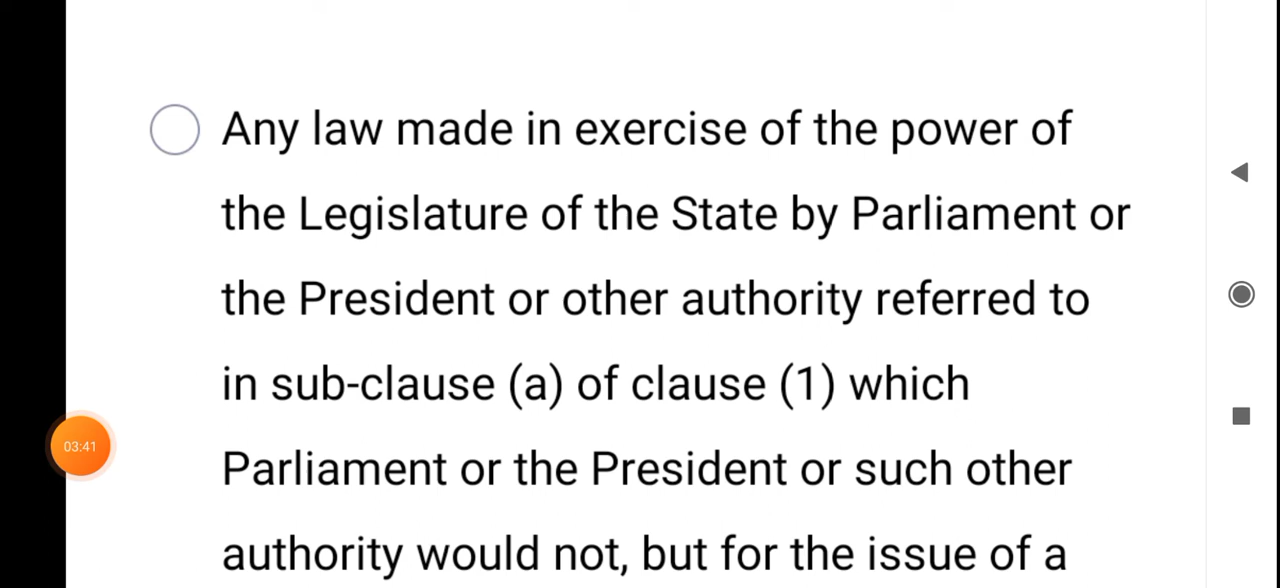 Any law made in exercise of the power of
the Legislature of the State by Parliament or
the President or other authority referred to
in sub-clause (a) of clause (1) which
03:41
Parliament or the President or such other
authority would not, but for the issue of a